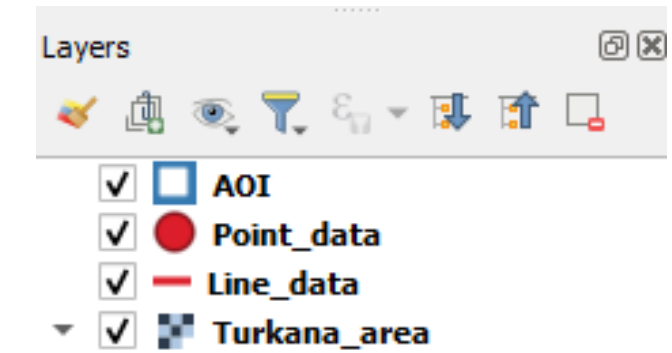 Layers
AOI
Point_data
Line_data
Turkana_area